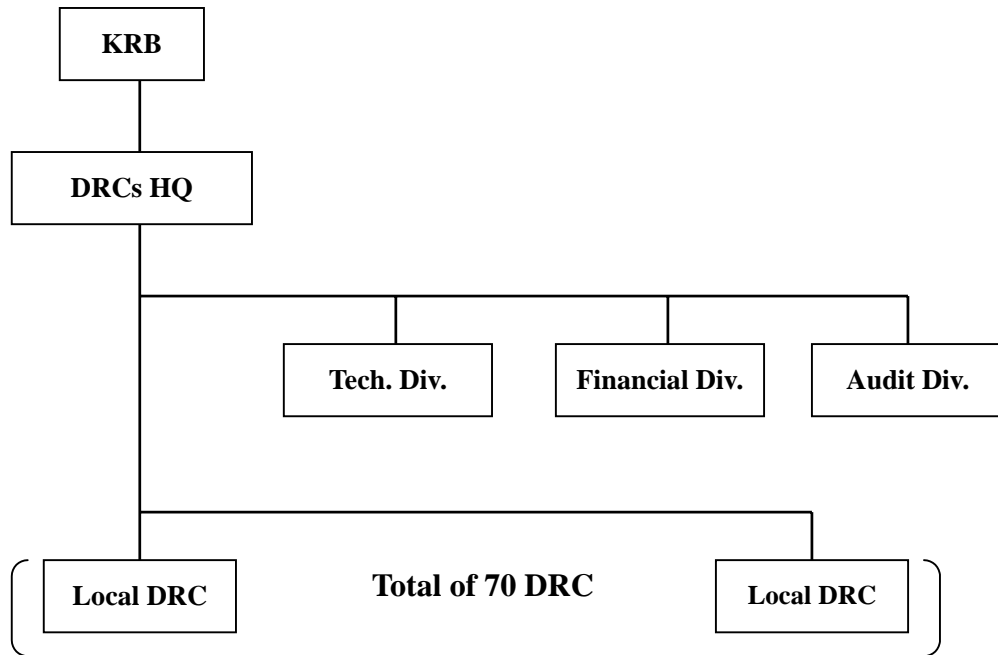 KRB
DRCs HQ
Tech. Div.
Financial Div.
Audit Div.
Local DRC
Total of 70 DRC
Local DRC